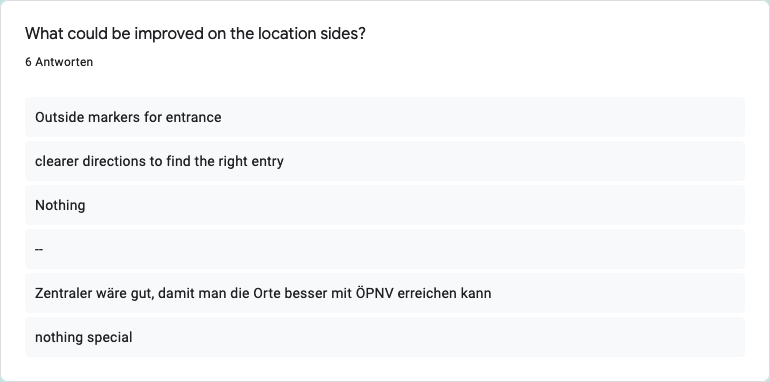 What could be improved on the location sides?
6 Antworten
Outside markers for entrance
clearer directions to find the right entry
Nothing
--
Zentraler wäre gut, damit man die Orte besser mit ÖPNV erreichen kann
nothing special